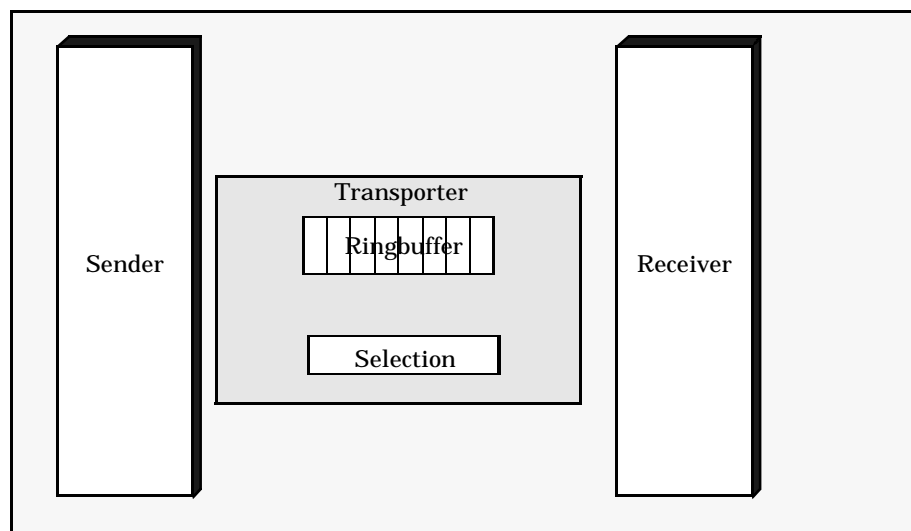 Transporter
Ringbuffer
Sender
Receiver
Selection